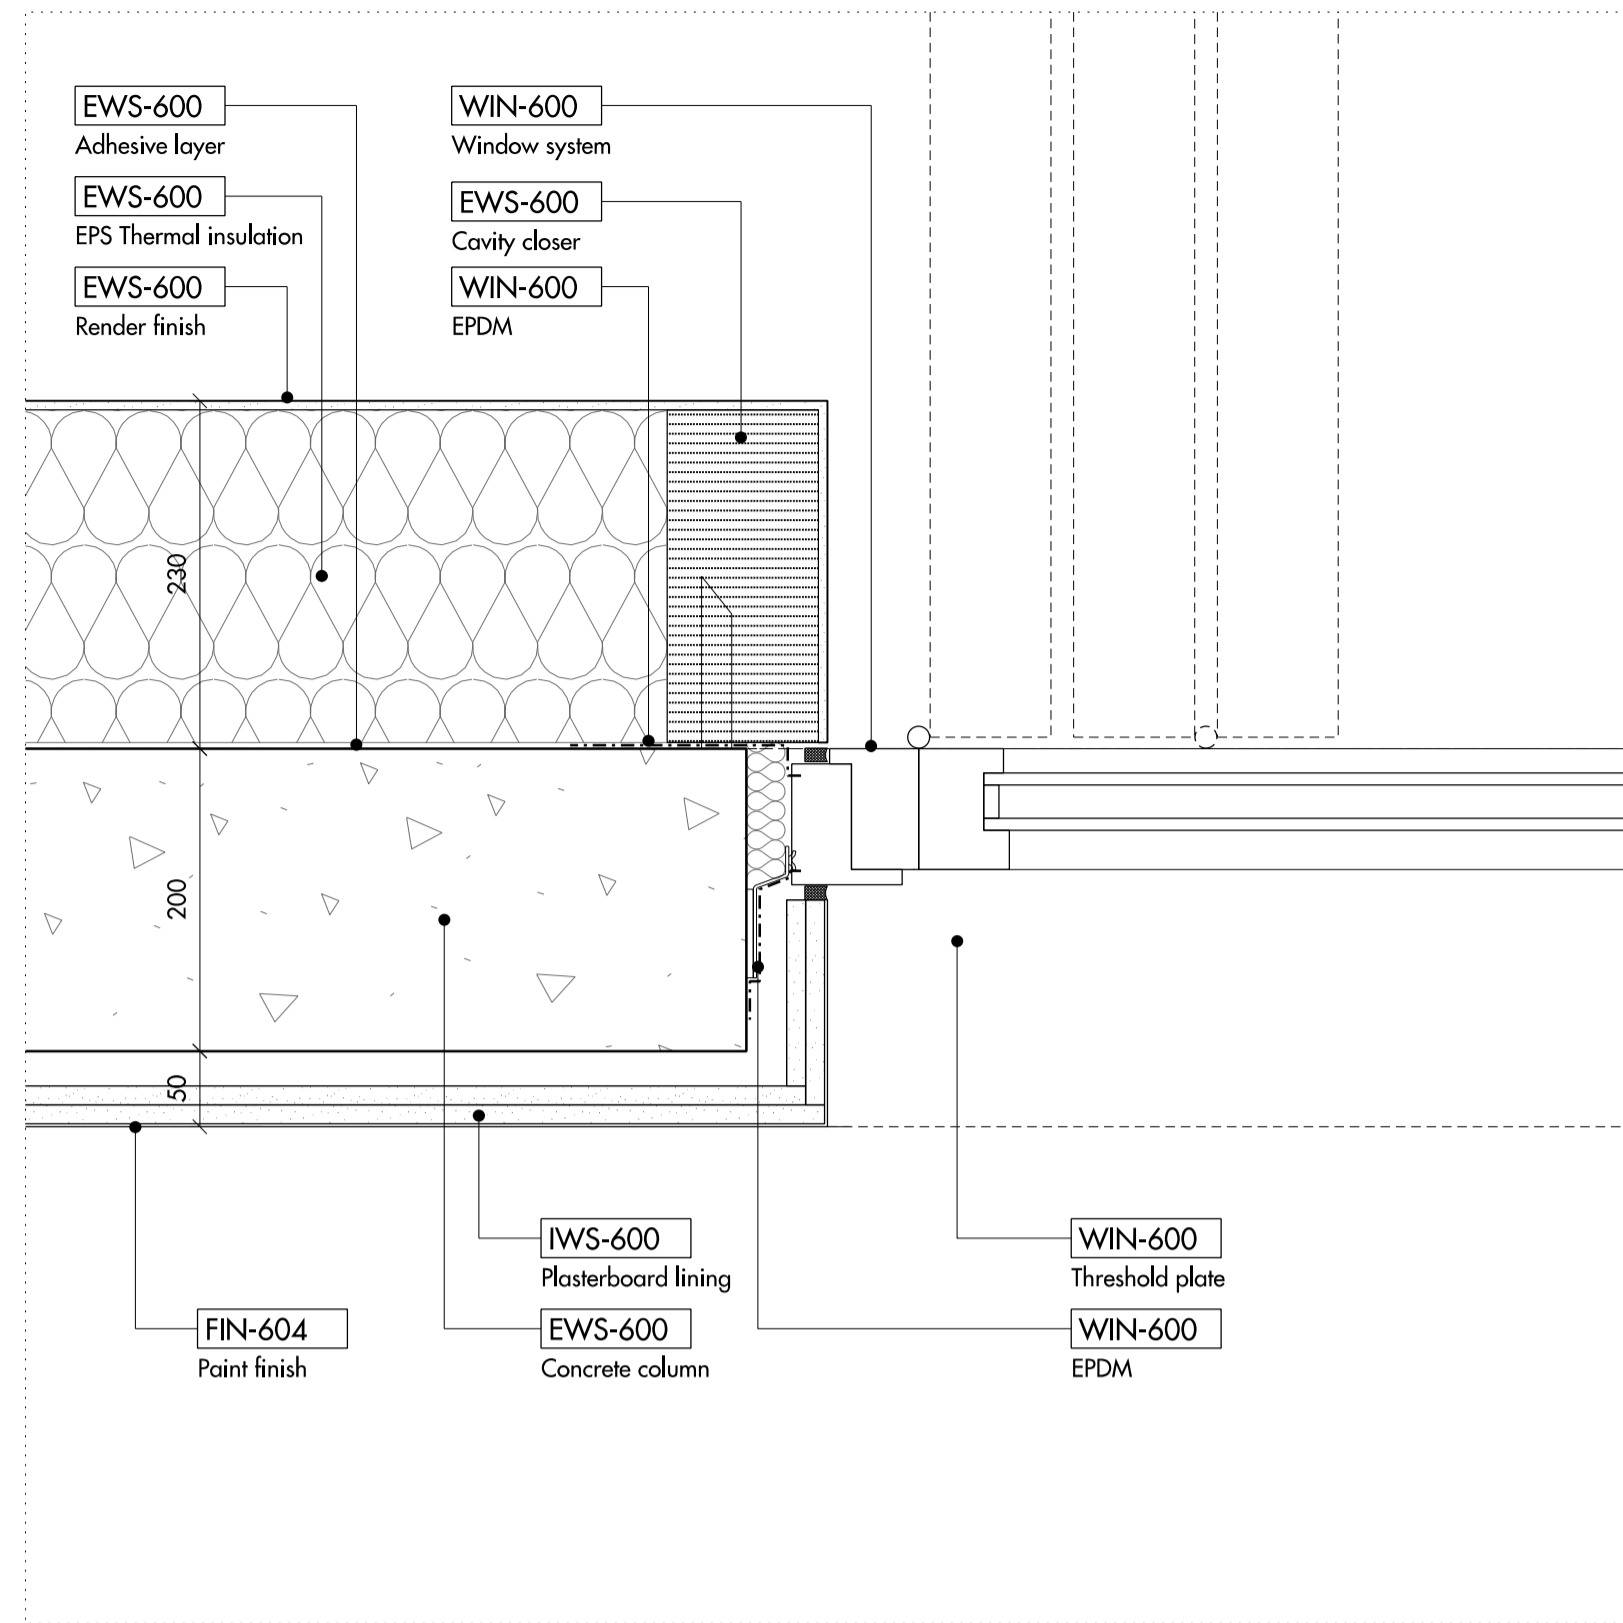 EWS-600
Adhesive layer
EWS-600
EPS Thermal insulation
EWS-600
Render finish
WIN-600
Window system
EWS-600
Cavity closer
WIN-600
EPDM
230
200
50
IWS-600
Plasterboard lining
WIN-600
Threshold plate
FIN-604
Paint finish
EWS-600
Concrete column
WIN-600
EPDM